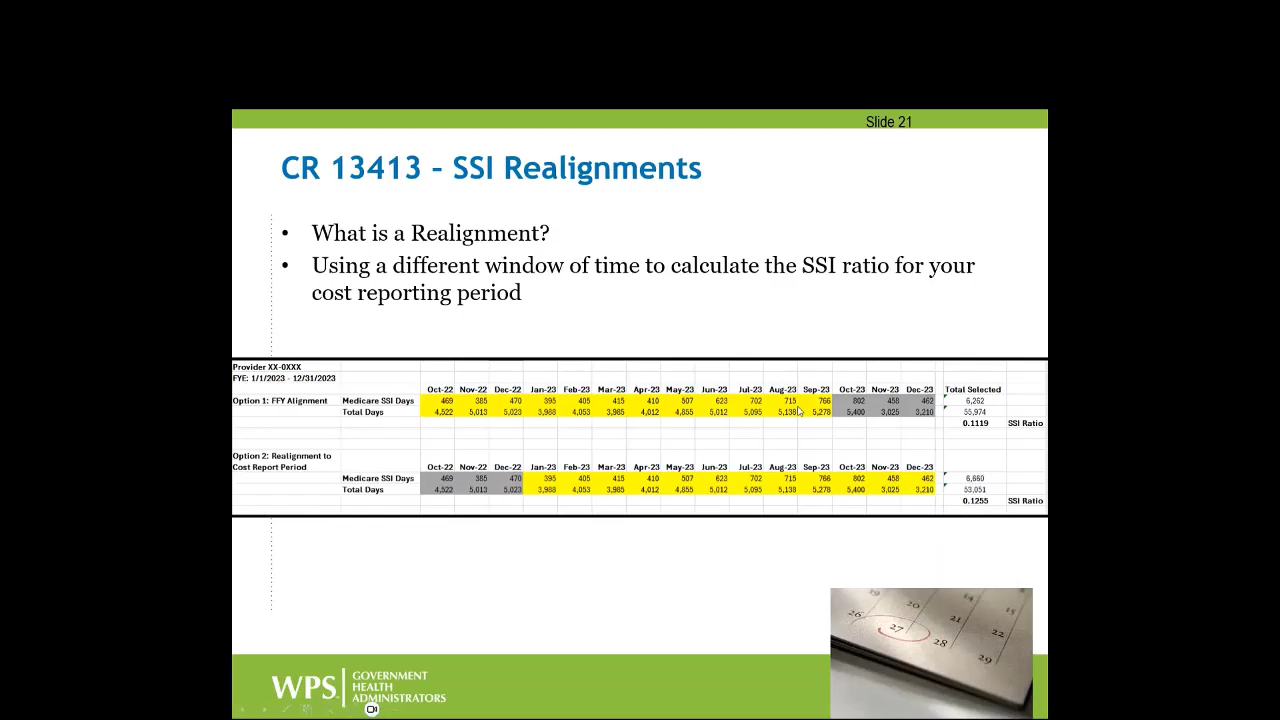 Slide 21
CR 13413 - SSI Realignments
• What is a Realignment?
• Using a different window of time to calculate the SSI ratio for your
cost reporting period
Provider XX-0XXX
FYE: 1/1/2023 - 12/31/2023
Oct-22 Nov-22 Dec-22 Jan-23 Feb-23 Mar-23 Apr-23 May-23 Jun-23 Jul-23 Aug-23 Sep-23 Oct-23 Nov-23 Dec-23 Total Selected
Option 1: FFY Alignment Medicare SSI Days 469 385 470 395 405 415 410 507 623 702 715 766 802 458 462 6,262
Total Days 4,522 5,013 5,023 3,988 4,053 3,985 4,012 4,855 5,012 5,095 5,138 5,278 5,400 3,025 3,210 55,974
0.1119 SSI Ratio
Option 2: Realignment to
Cost Report Period Oct-22 Nov-22 Dec-22 Jan-23 Feb-23 Mar-23 Apr-23 May-23 Jun-23 Jul-23 Aug-23 Sep-23 Oct-23 Nov-23 Dec-23
Medicare SSI Days 469 385 470 395 405 415 410 507 623 702 715 766 802 458 462 6,660
Total Days 4,522 5,013 5,023 3,988 4,053 3,985 4,012 4,855 5,012 5,095 5,138 5,278 5,400 3,025 3,210 53,051
0.1255 SSI Ratio
19 14
20 15
26 21
27 22
28
29
WPS GOVERNMENT
HEALTH
ADMINISTRATORS